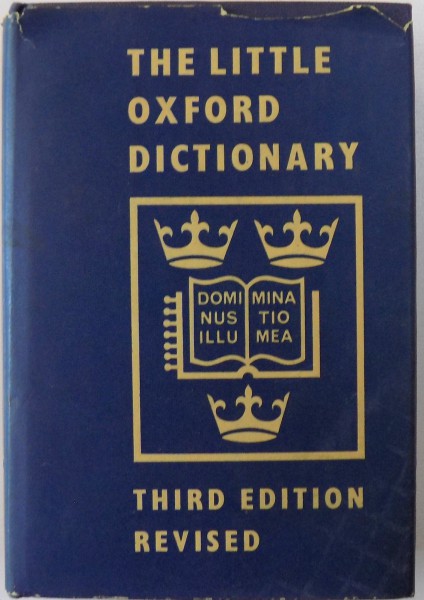 THE LITTLE
OXFORD
DICTIONARY
DOMI MINA
NUS TIO
ILLU MEA
THIRD EDITION
REVISED